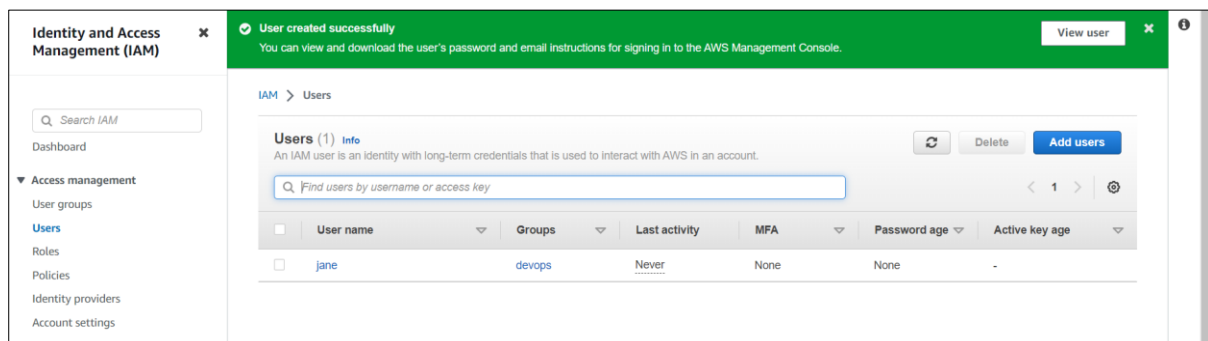 Identity and Access
Management (IAM)
Search IAM
Dashboard
Access management
User groups
Users
Roles
Policies
Identity providers
Account settings
User created successfully
You can view and download the user's password and email instructions for signing in to the AWS Management Console.
View user
IAM > Users
Users (1) Info
An IAM user is an identity with long-term credentials that is used to interact with AWS in an account.
Delete
Add users
Find users by username or access key
< 1 >
User name Groups Last activity MFA Password age Active key age
jane devops Never None None -